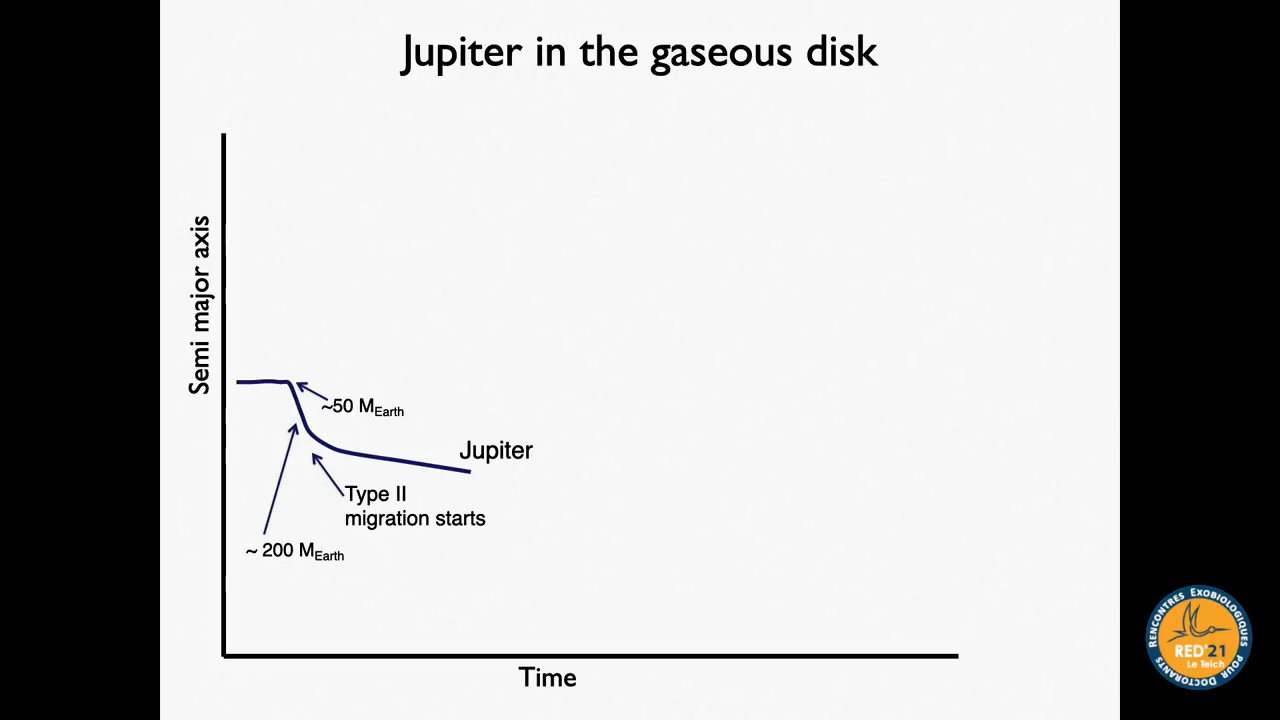 Jupiter in the gaseous disk
Semi major axis
~50 MEarth
Jupiter
Type II
migration starts
~ 200 MEarth
Time
RENCONTRES EXOBIOLOGIQUES
POUR DOCTORANTS
RED'21
Le Teich